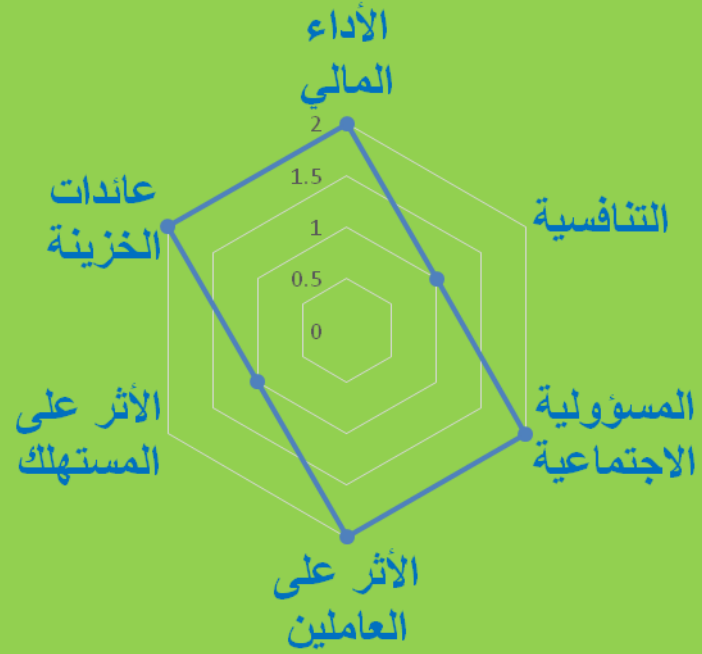 الأداء
المالي
2
1.5
1
0.5
0
التنافسية
المسؤولية
الاجتماعية
الأثر على
العاملين
الأثر على
المستهلك
عائدات
الخزينة